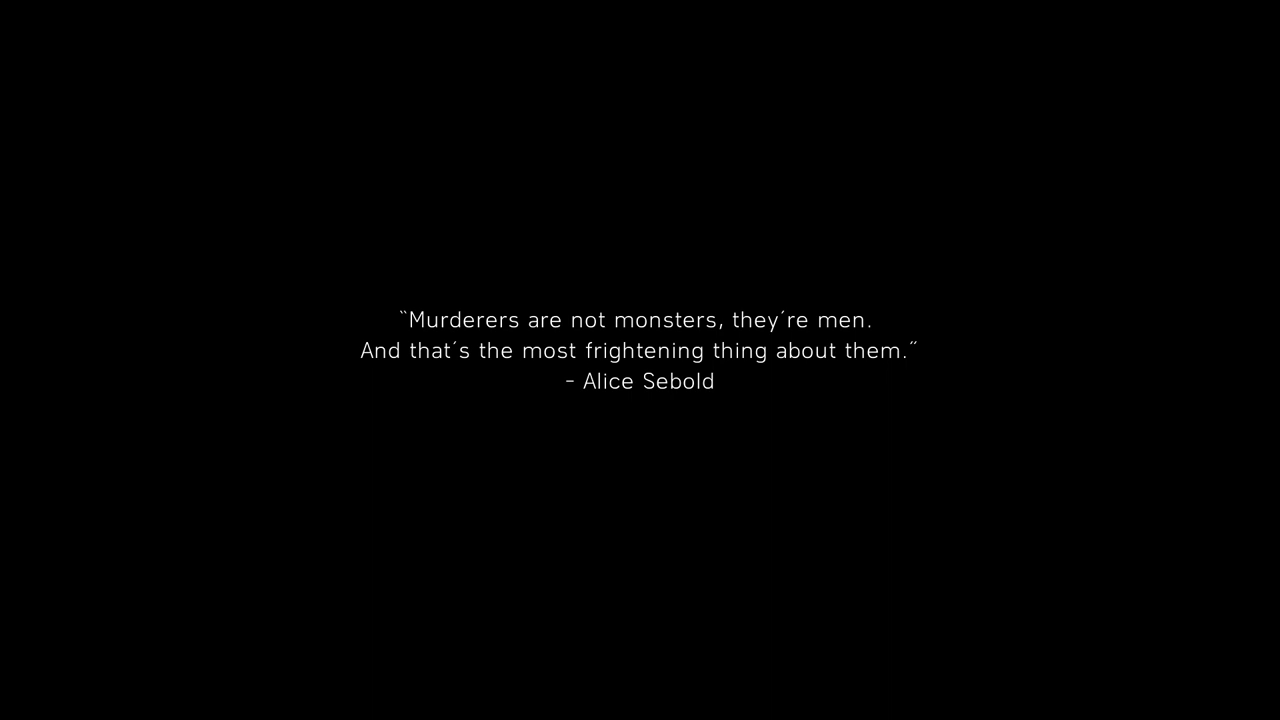 "Murderers are not monsters, they´re men.
And that´s the most frightening thing about them."
- Alice Sebold